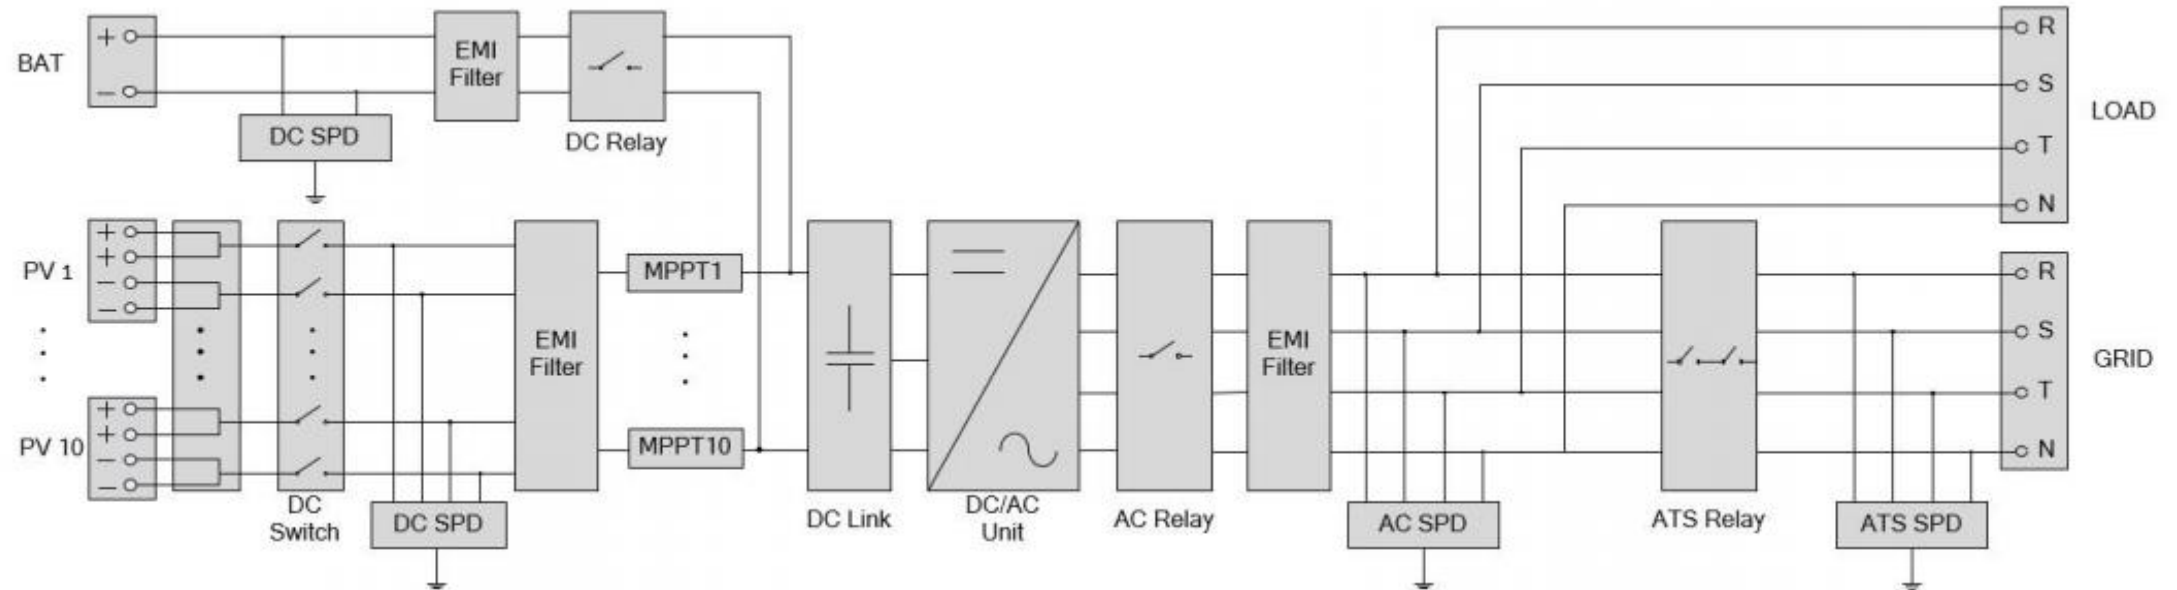 BAT
+
−
EMI
Filter
DC Relay
DC SPD
PV 1
+
+
−
−
PV 10
+
+
−
−
DC
Switch
DC SPD
EMI
Filter
MPPT1
MPPT10
DC Link
DC/AC
Unit
AC Relay
EMI
Filter
AC SPD
ATS Relay
ATS SPD
R
S
T
N
LOAD
R
S
T
N
GRID